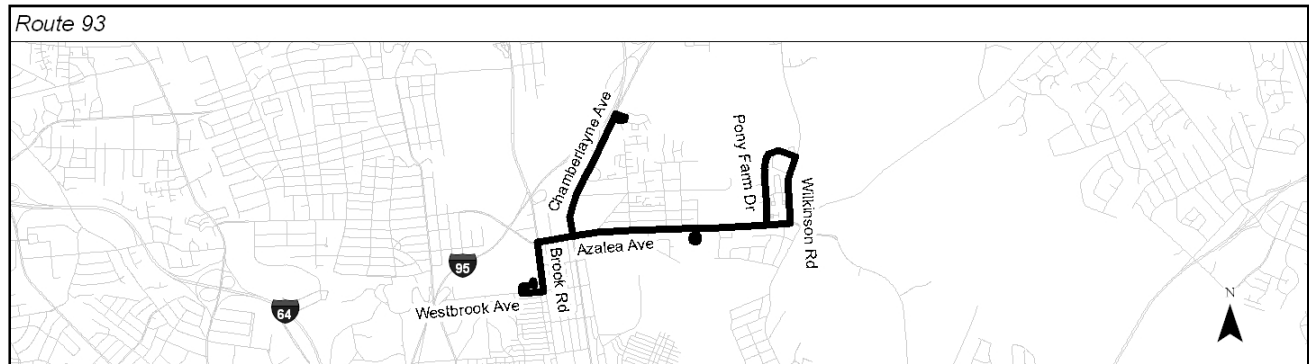 Route 93
Chamberlayne Ave
Pony Farm Dr
Wilkinson Rd
Azalea Ave
Brook Rd
95
Westbrook Ave
64
N